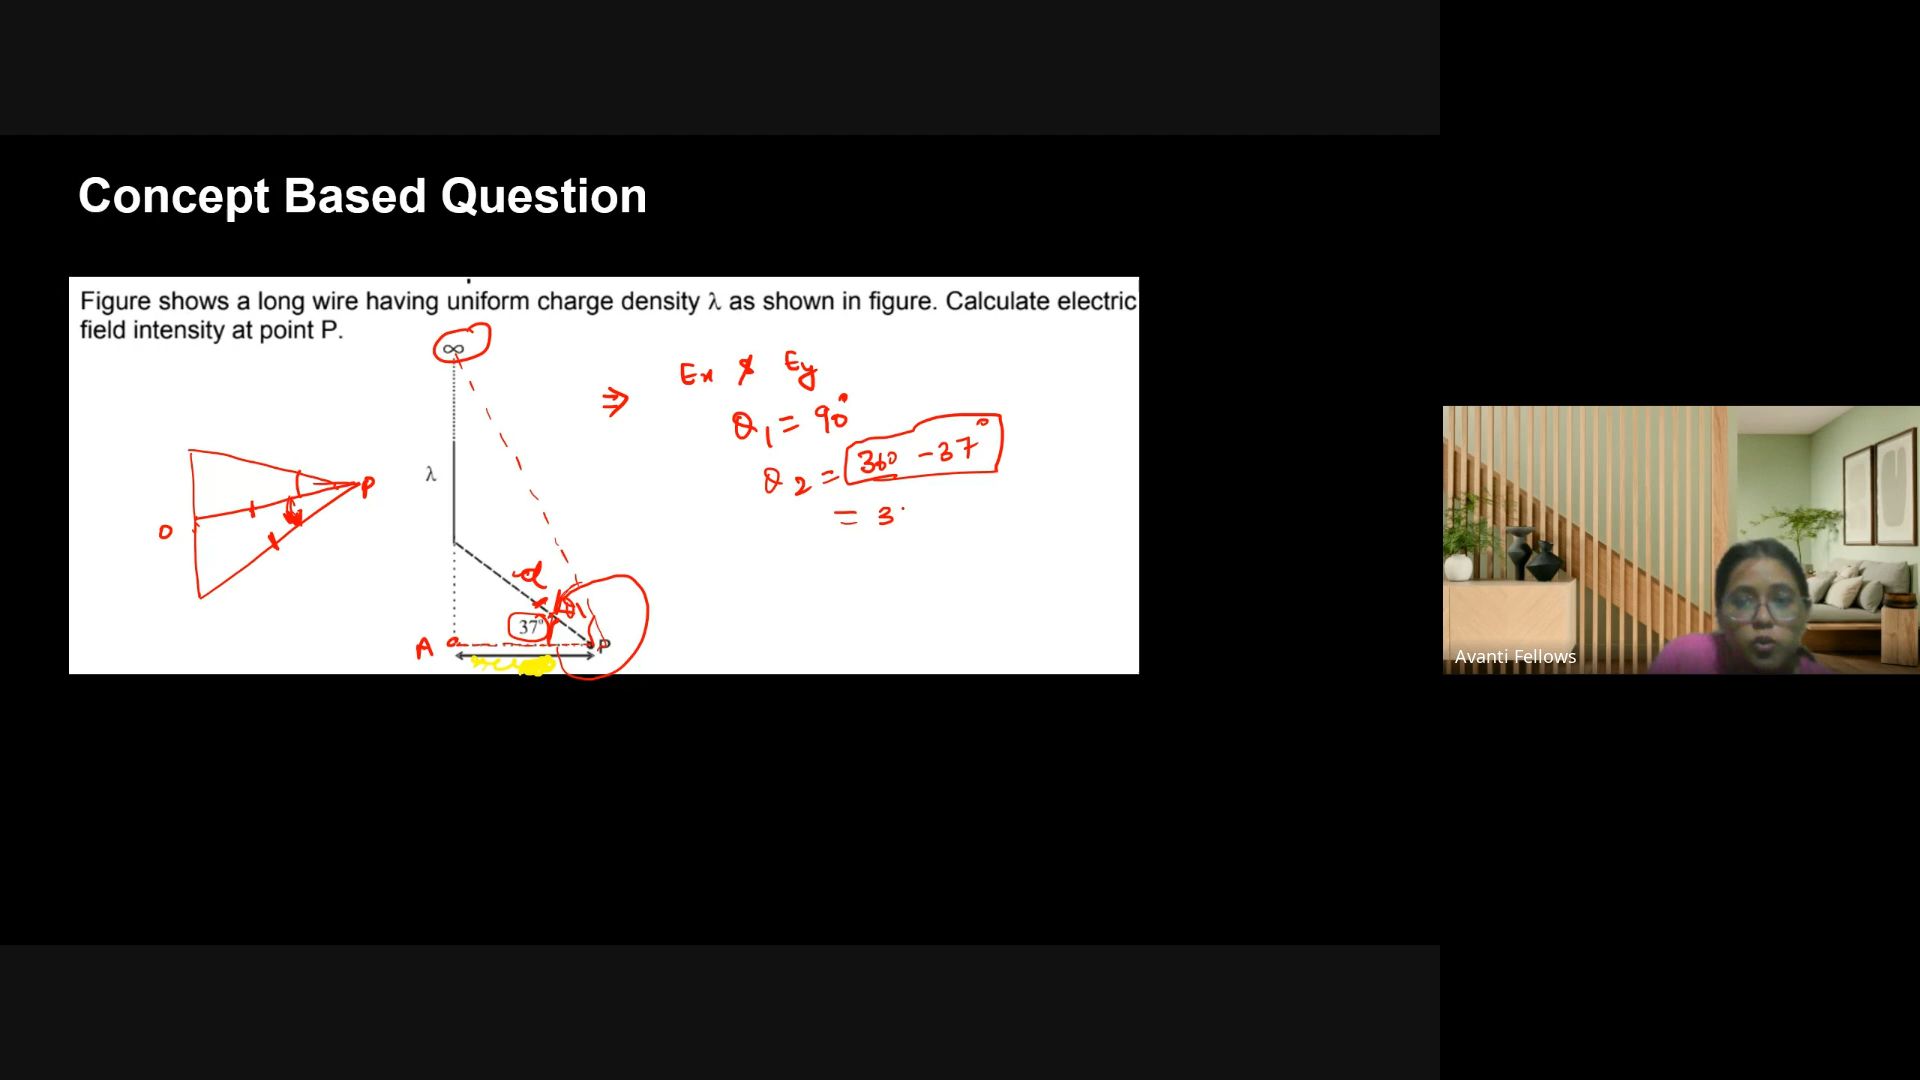 Concept Based Question
Figure shows a long wire having uniform charge density λ as shown in figure. Calculate electric
field intensity at point P.
∞
Ex & Ey
⇒
θ1 = 90°
θ2 = 360 - 37°
= 3
λ
P
O
d
θ1
37°
A
P
Avanti Fellows